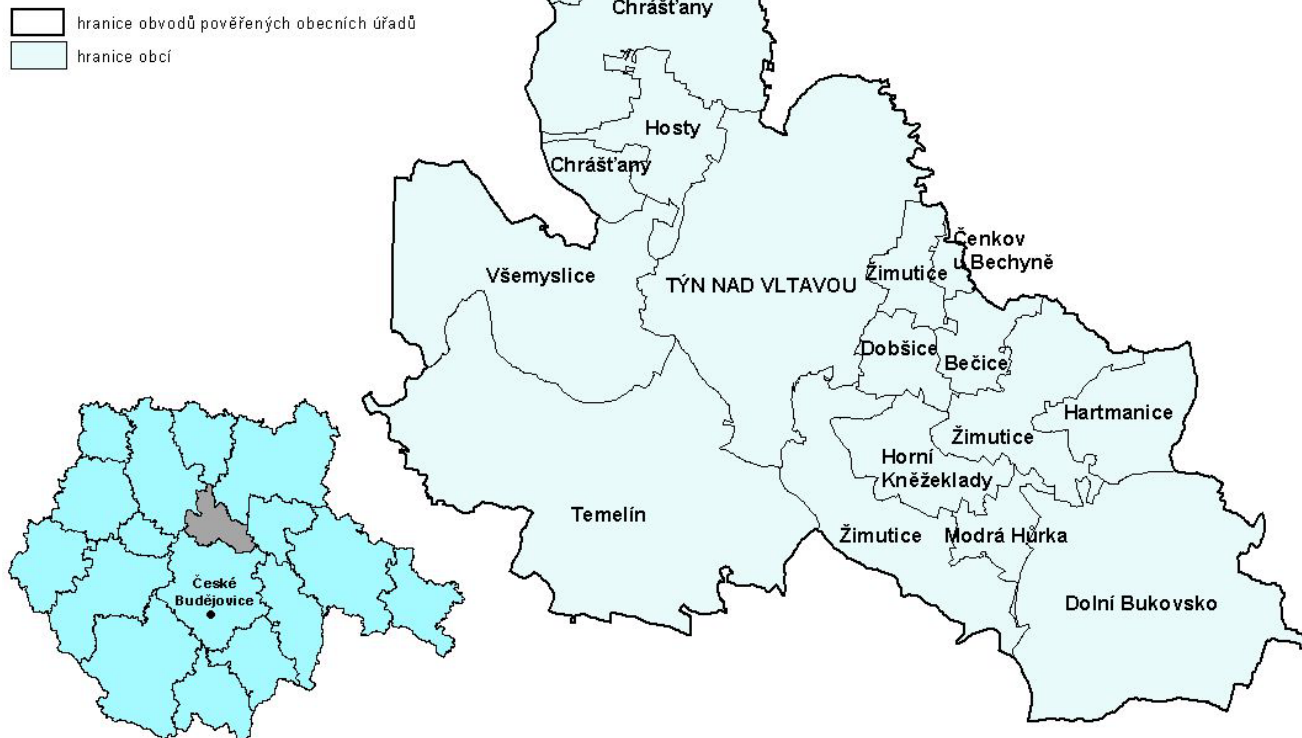 hranice obvodů pověřených obecních úřadů
hranice obcí
Chrášťany
Hosty
Chrášťany
Čenkov
u Bechyně
Všemyslice
TÝN NAD VLTAVOU
Žimutice
Dobšice
Bečice
Hartmanice
Žimutice
Horní
Kněžeklady
Temelín
Žimutice
Modrá Hůrka
Dolní Bukovsko
České
Budějovice